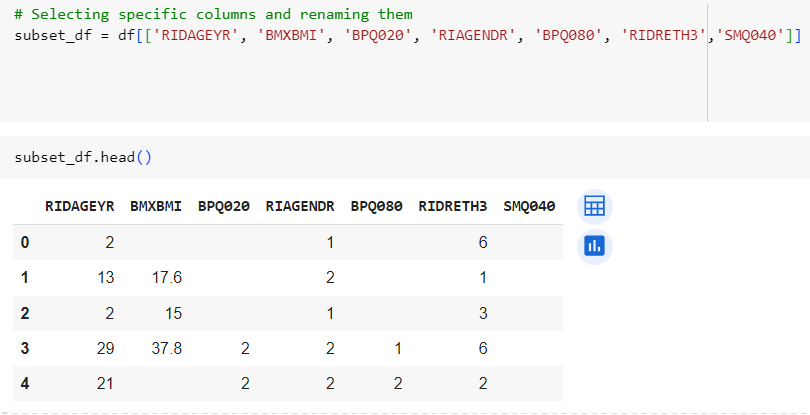 # Selecting specific columns and renaming them
subset_df = df[['RIDAGEYR', 'BMXBMI', 'BPQ020', 'RIAGENDR', 'BPQ080', 'RIDRETH3','SMQ040']]
subset_df.head()
RIDAGEYR BMXBMI BPQ020 RIAGENDR BPQ080 RIDRETH3 SMQ040
0 2 1 6
1 13 17.6 2 1
2 2 15 1 3
3 29 37.8 2 2 1 6
4 21 2 2 2 2